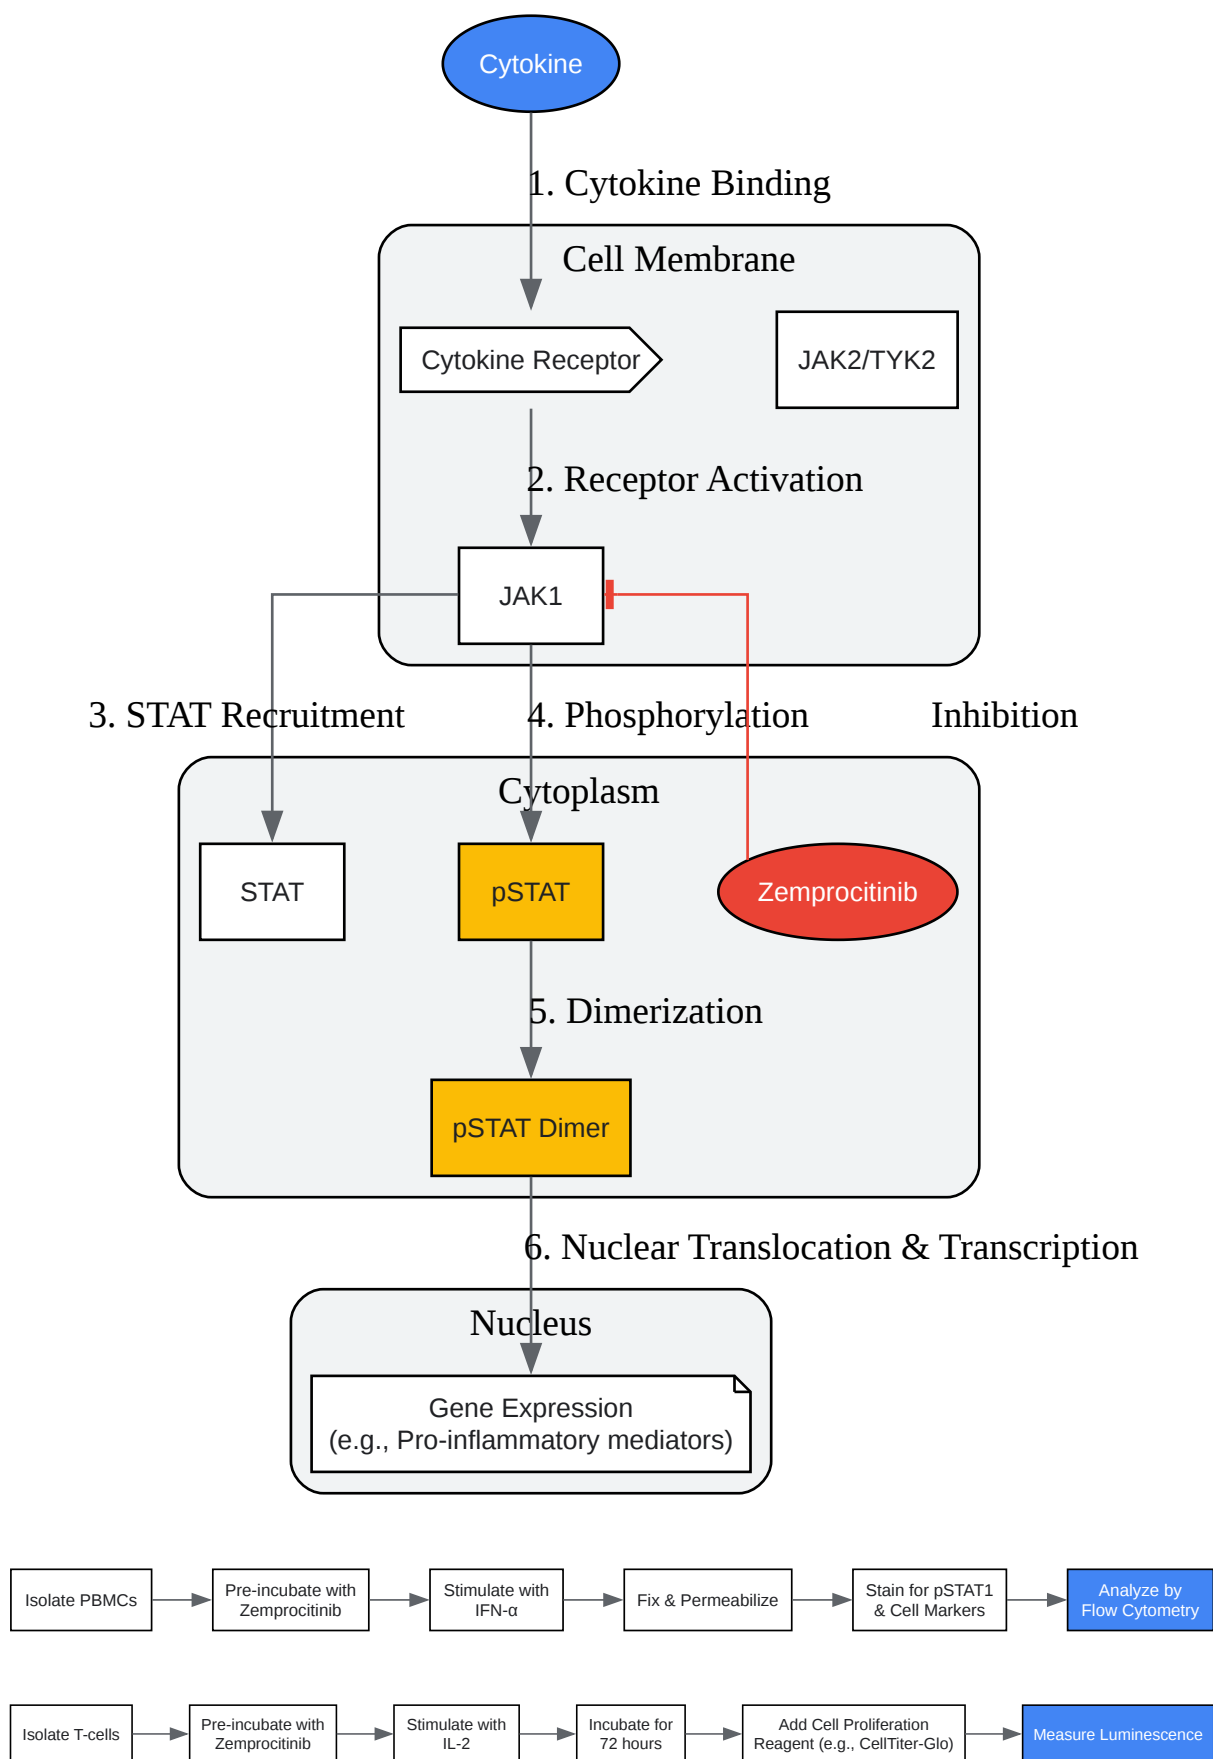 Cytokine
1. Cytokine Binding
Cell Membrane
Cytokine Receptor
JAK2/TYK2
2. Receptor Activation
JAK1
3. STAT Recruitment
4. Phosphorylation
Inhibition
Cytoplasm
STAT
pSTAT
Zemprocitinib
5. Dimerization
pSTAT Dimer
6. Nuclear Translocation & Transcription
Nucleus
Gene Expression
(e.g., Pro-inflammatory mediators)
Isolate PBMCs
Pre-incubate with
Zemprocitinib
Stimulate with
IFN-α
Fix & Permeabilize
Stain for pSTAT1
& Cell Markers
Analyze by
Flow Cytometry
Isolate T-cells
Pre-incubate with
Zemprocitinib
Stimulate with
IL-2
Incubate for
72 hours
Add Cell Proliferation
Reagent (e.g., CellTiter-Glo)
Measure Luminescence